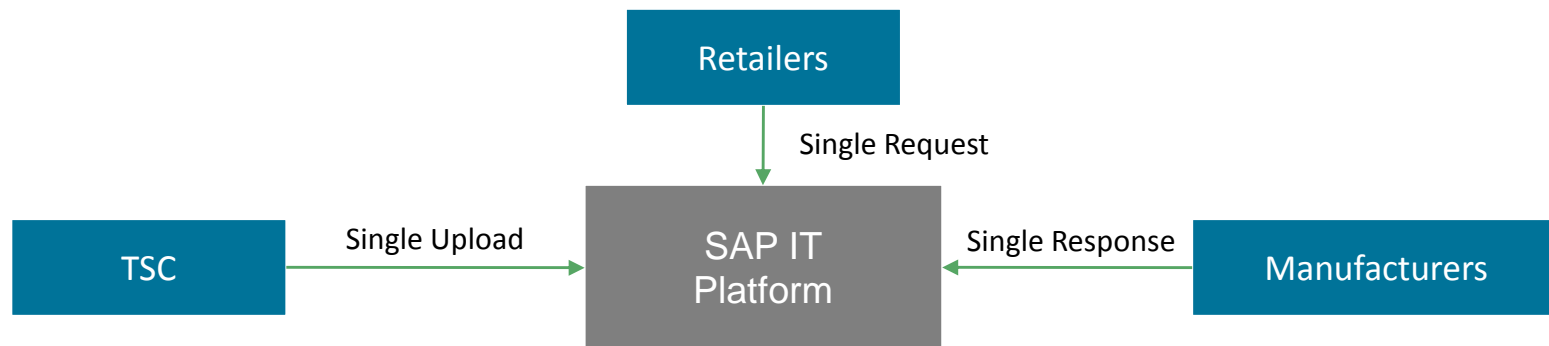 Retailers
Single Request
TSC
Single Upload
SAP IT
Platform
Single Response
Manufacturers